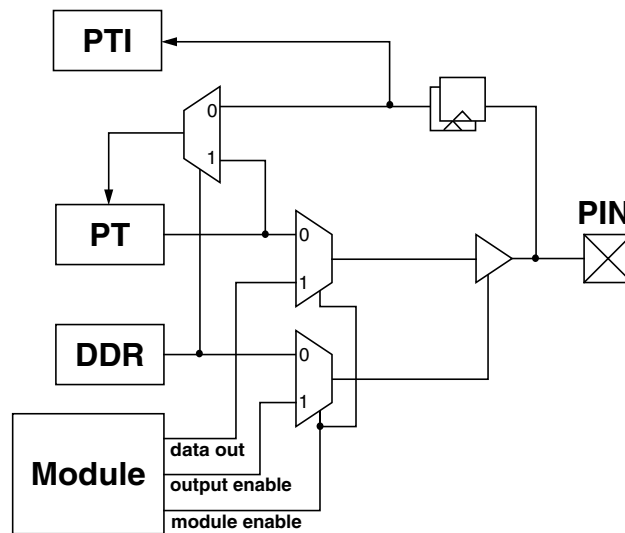 PTI
0
1
PIN
PT
0
1
DDR
0
1
data out
Module
output enable
module enable